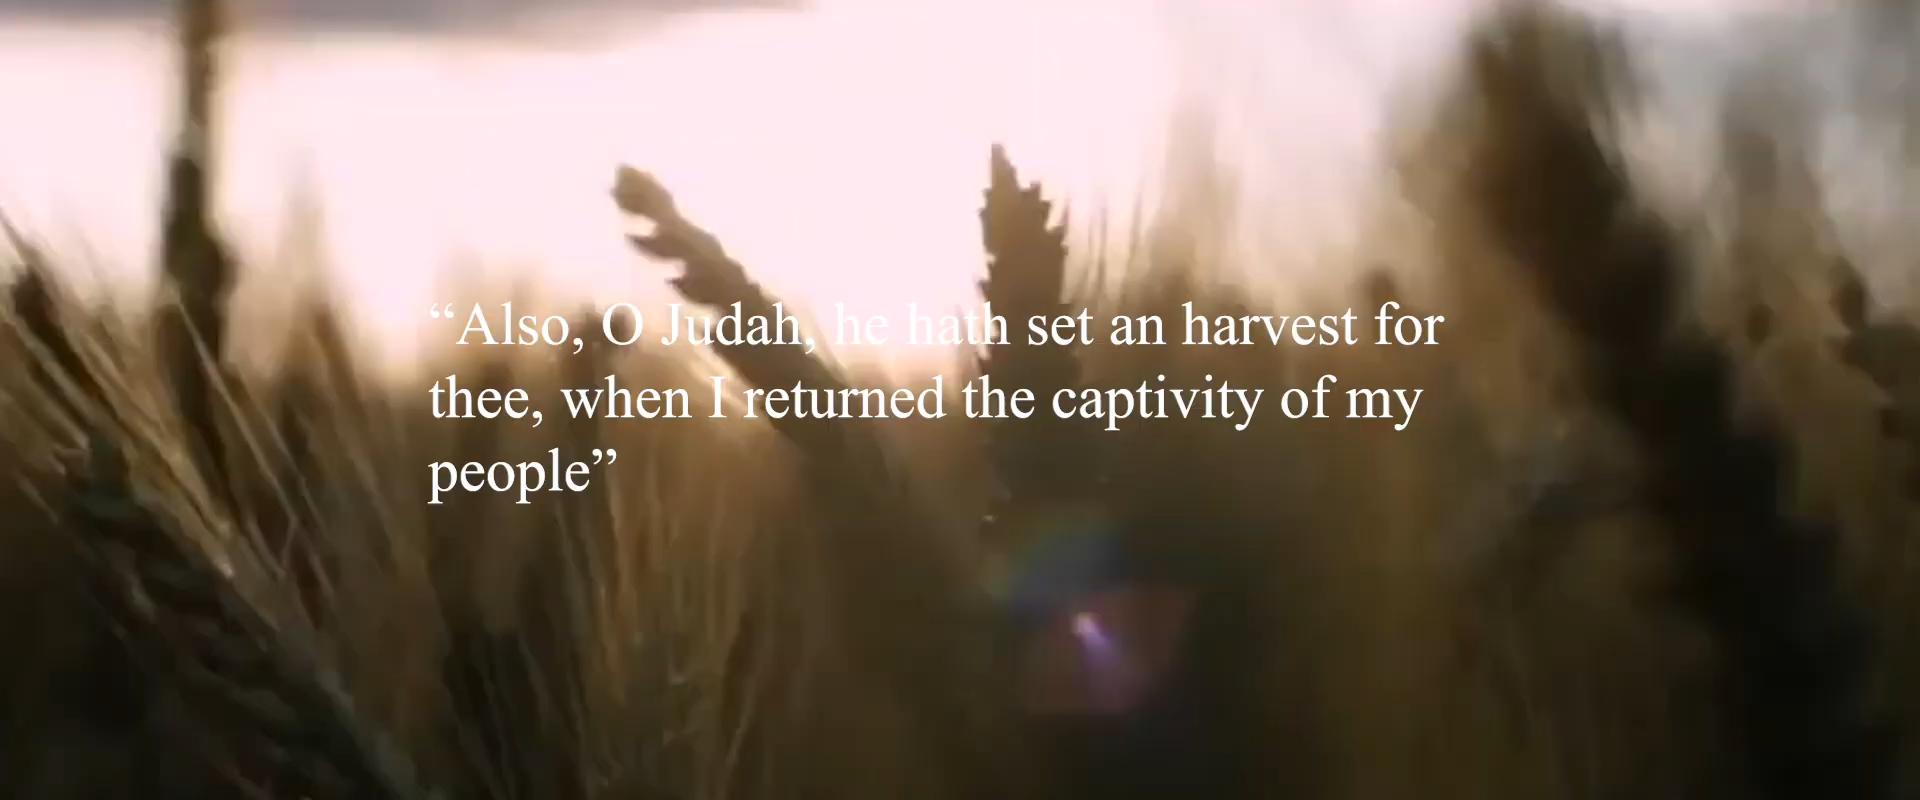 “Also, O Judah, he hath set an harvest for
thee, when I returned the captivity of my
people”